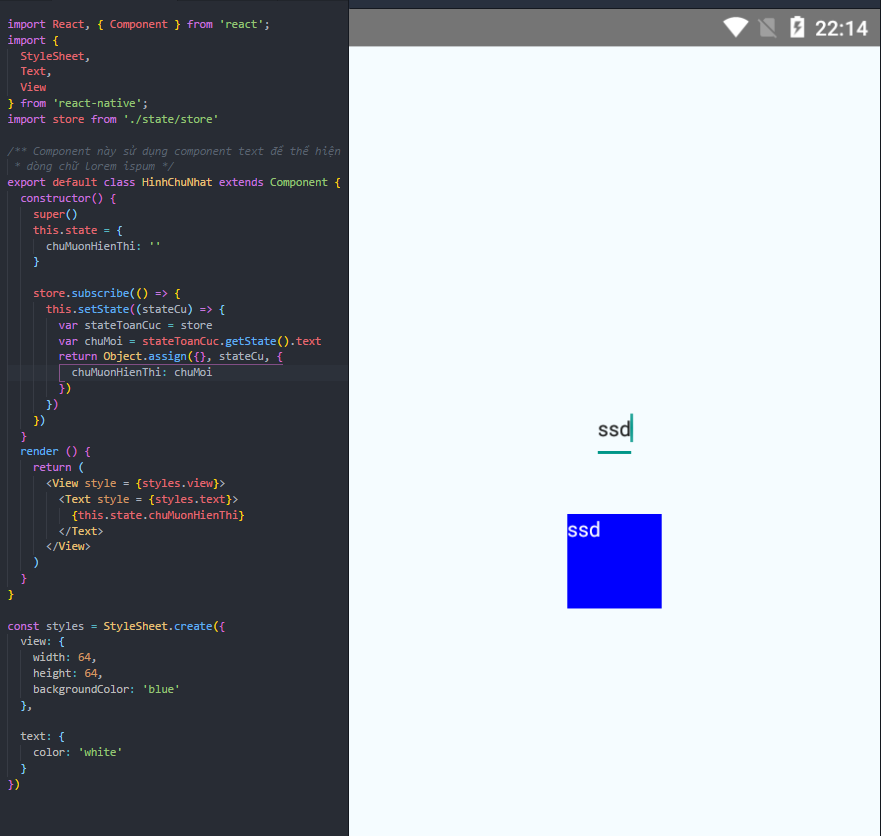 import React, { Component } from 'react';
import {
StyleSheet,
Text,
View
} from 'react-native';
import store from './state/store'
/** Component này sử dụng component text để thể hiện
* dòng chữ lorem ispum */
export default class HinhChuNhat extends Component {
constructor() {
super()
this.state = {
chuMuonHienThi: ''
}
store.subscribe(() => {
this.setState((stateCu) => {
var stateToanCuc = store
var chuMoi = stateToanCuc.getState().text
return Object.assign({}, stateCu, {
chuMuonHienThi: chuMoi
})
})
})
}
render () {
return (
<View style = {styles.view}>
<Text style = {styles.text}>
{this.state.chuMuonHienThi}
</Text>
</View>
)
}
}
const styles = StyleSheet.create({
view: {
width: 64,
height: 64,
backgroundColor: 'blue'
},
text: {
color: 'white'
}
})
22:14
ssd
ssd